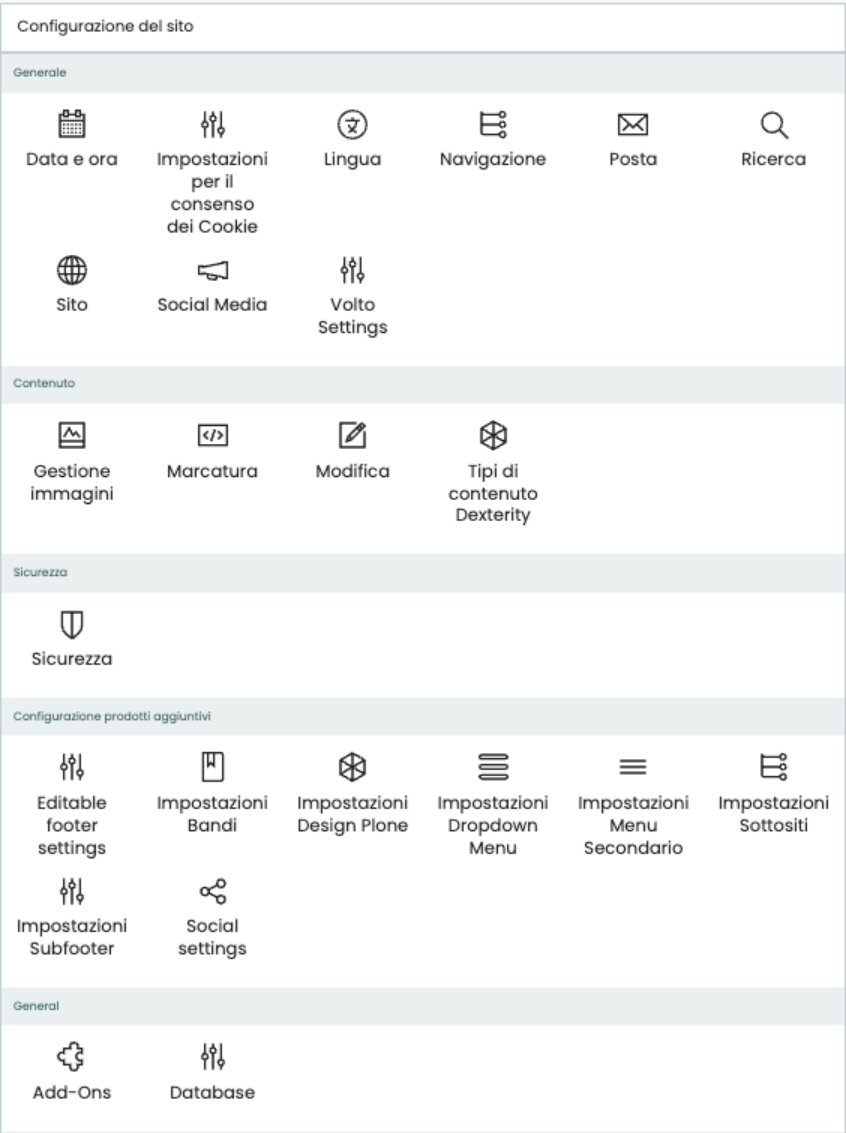 Configurazione del sito
Generale
Data e ora
Impostazioni
per il
consenso
dei Cookie
Lingua
Navigazione
Posta
Ricerca
Sito
Social Media
Volto
Settings
Contenuto
Gestione
immagini
Marcatura
Modifica
Tipi di
contenuto
Dexterity
Sicurezza
Sicurezza
Configurazione prodotti aggiuntivi
Editable
footer
settings
Impostazioni
Bandi
Impostazioni
Design Plone
Impostazioni
Dropdown
Menu
Impostazioni
Menu
Secondario
Impostazioni
Sottositi
Impostazioni
Subfooter
Social
settings
General
Add-Ons
Database